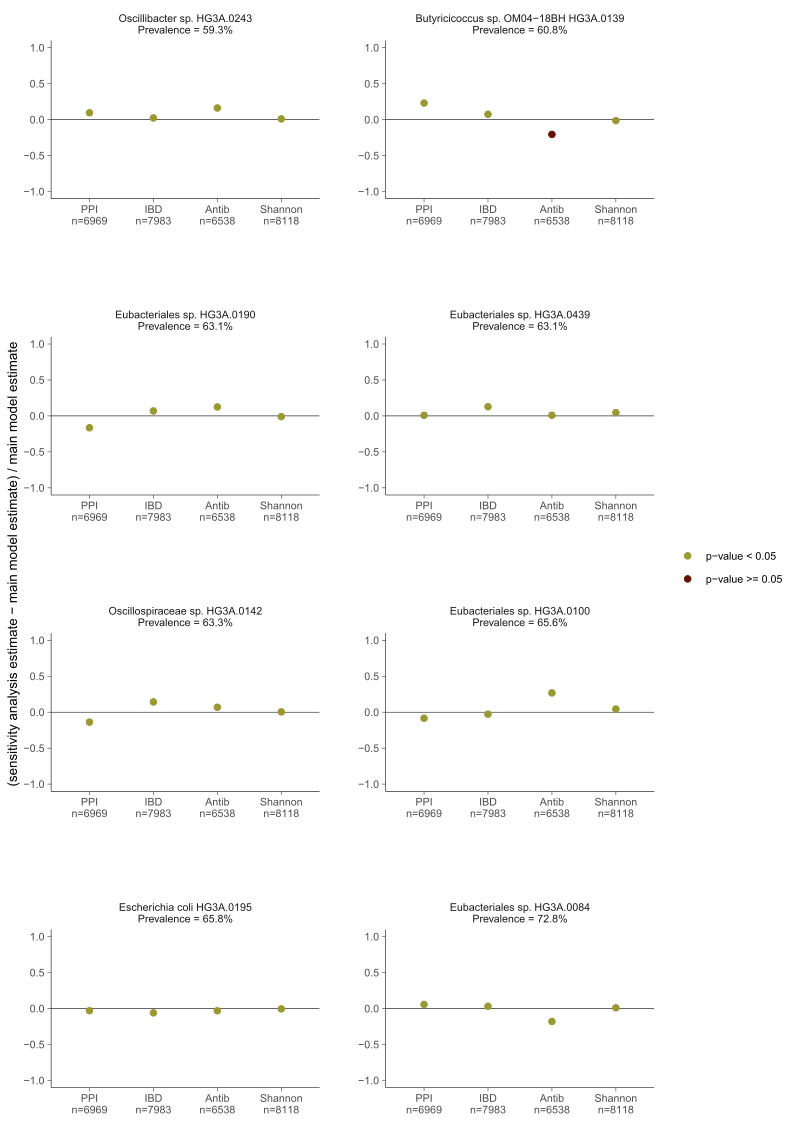 (sensitivity analysis estimate − main model estimate) / main model estimate
Oscillibacter sp. HG3A.0243
Prevalence = 59.3%
1.0
0.5
0.0
−0.5
−1.0
PPI IBD Antib Shannon
n=6969 n=7983 n=6538 n=8118
Butyricicoccus sp. OM04−18BH HG3A.0139
Prevalence = 60.8%
1.0
0.5
0.0
−0.5
−1.0
PPI IBD Antib Shannon
n=6969 n=7983 n=6538 n=8118
Eubacteriales sp. HG3A.0190
Prevalence = 63.1%
1.0
0.5
0.0
−0.5
−1.0
PPI IBD Antib Shannon
n=6969 n=7983 n=6538 n=8118
Eubacteriales sp. HG3A.0439
Prevalence = 63.1%
1.0
0.5
0.0
−0.5
−1.0
PPI IBD Antib Shannon
n=6969 n=7983 n=6538 n=8118
p−value < 0.05
p−value >= 0.05
Oscillospiraceae sp. HG3A.0142
Prevalence = 63.3%
1.0
0.5
0.0
−0.5
−1.0
PPI IBD Antib Shannon
n=6969 n=7983 n=6538 n=8118
Eubacteriales sp. HG3A.0100
Prevalence = 65.6%
1.0
0.5
0.0
−0.5
−1.0
PPI IBD Antib Shannon
n=6969 n=7983 n=6538 n=8118
Escherichia coli HG3A.0195
Prevalence = 65.8%
1.0
0.5
0.0
−0.5
−1.0
PPI IBD Antib Shannon
n=6969 n=7983 n=6538 n=8118
Eubacteriales sp. HG3A.0084
Prevalence = 72.8%
1.0
0.5
0.0
−0.5
−1.0
PPI IBD Antib Shannon
n=6969 n=7983 n=6538 n=8118